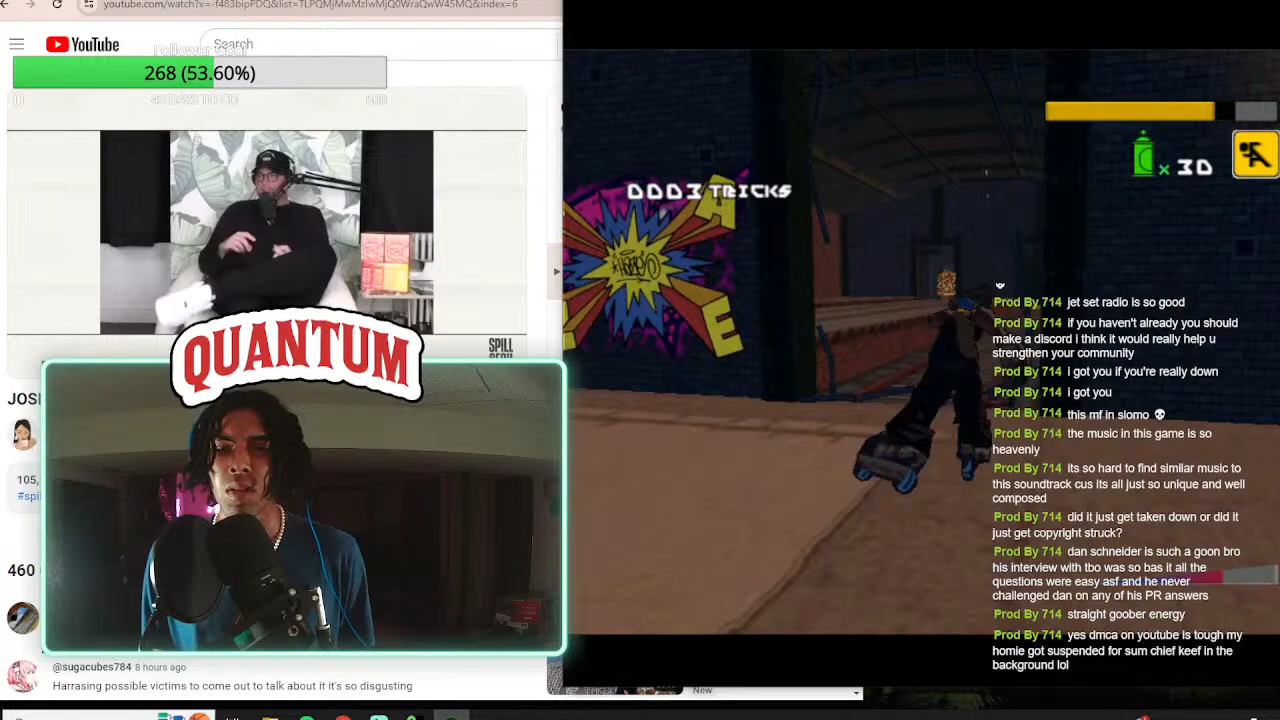 youtube.com/watch?v=-f483bipPDQ&list=TLPQMjMwMzIwMjQ0WraQwW45MQ&index=6
YouTube
Search
268 (53.60%)
43 DAYS TO GO
500
SPILL
QUANTUM
JOSI
105,
#spil
460
@sugacubes784 8 hours ago
Harrasing possible victims to come out to talk about it it's so disgusting
New
0003 TRICKS
x 30
Prod By 714 jet set radio is so good
Prod By 714 if you haven't already you should
make a discord i think it would really help u
strengthen your community
Prod By 714 i got you if you're really down
Prod By 714 I got you
Prod By 714 this mf in slomo 💀
Prod By 714 the music in this game is so
heavenly
Prod By 714 its so hard to find similar music to
this soundtrack cus its all just so unique and well
composed
Prod By 714 did it just get taken down or did it
just get copyright struck?
Prod By 714 dan schneider is such a goon bro
his interview with tbo was so bas it all the
questions were easy asf and he never
challenged dan on any of his PR answers
Prod By 714 straight goober energy
Prod By 714 yes dmca on youtube is tough my
homie got suspended for sum chief keef in the
background lol